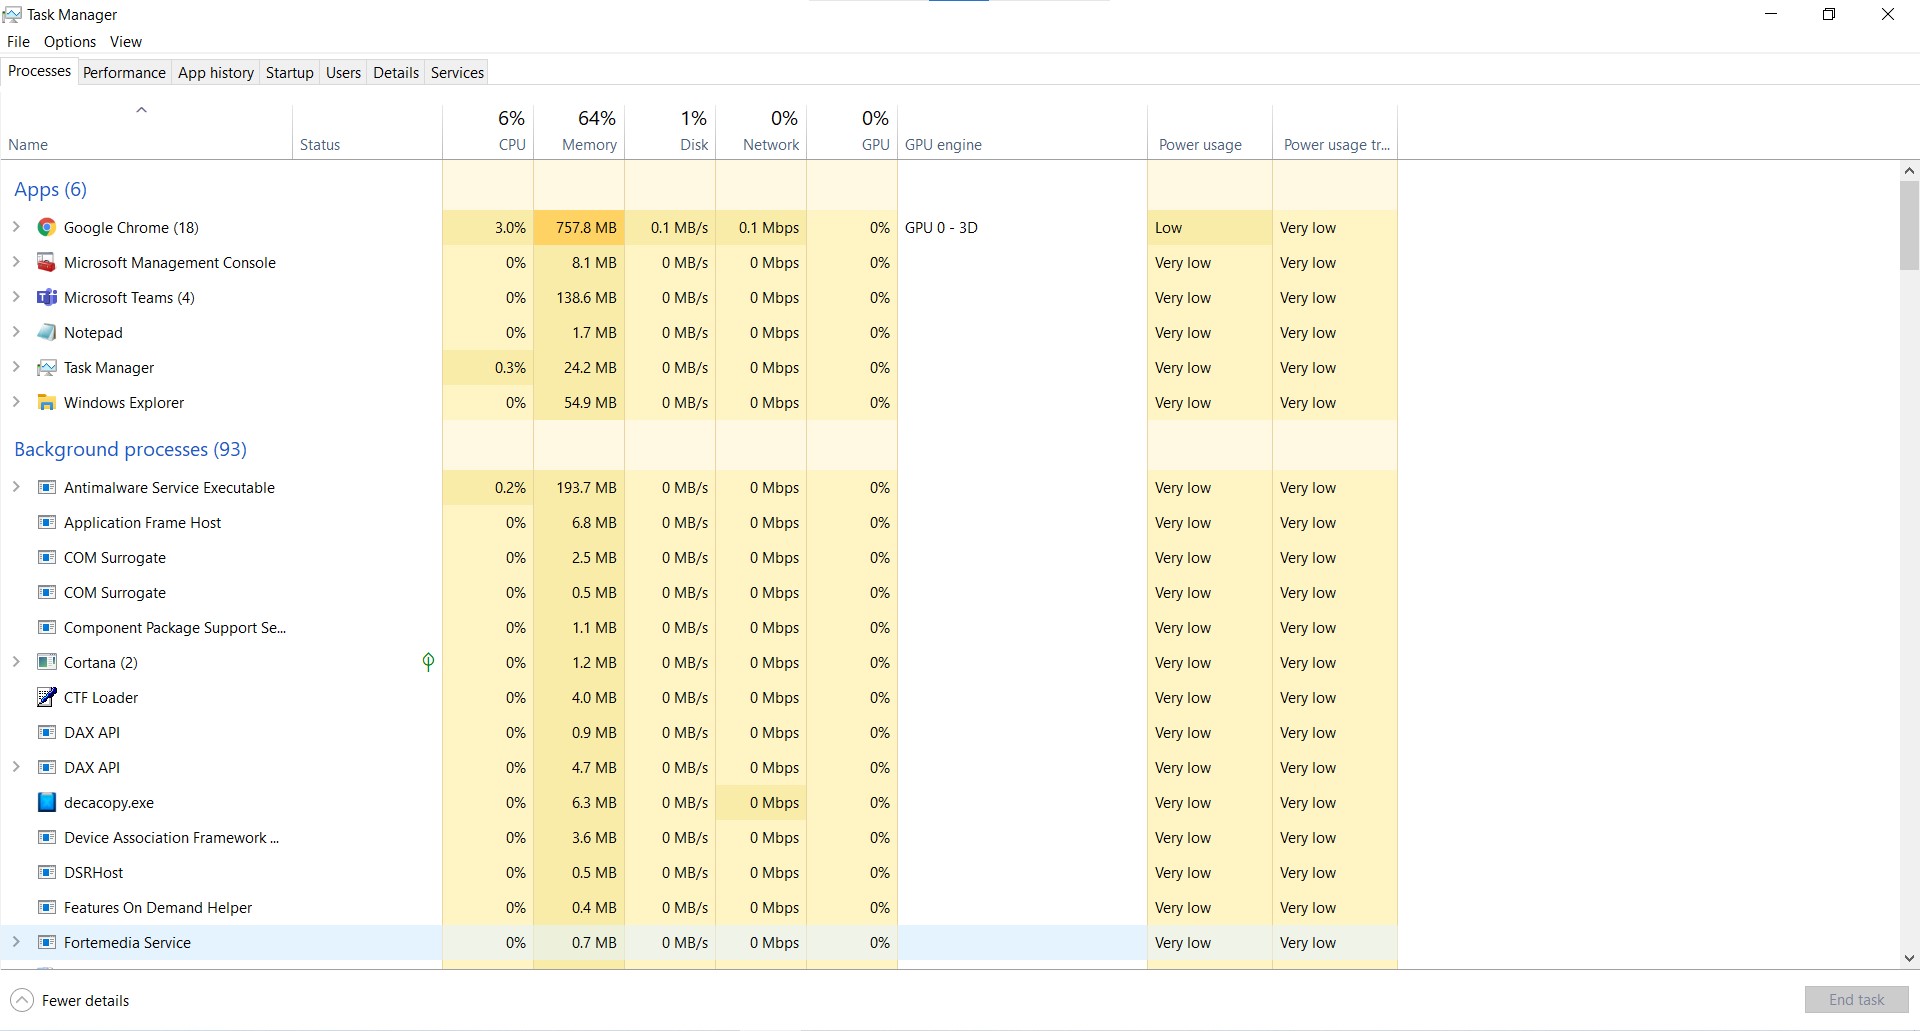 Task Manager
File Options View
Processes Performance App history Startup Users Details Services
6% 64% 1% 0% 0%
Name Status CPU Memory Disk Network GPU GPU engine Power usage Power usage tr...
Apps (6)
Google Chrome (18) 3.0% 757.8 MB 0.1 MB/s 0.1 Mbps 0% GPU 0 - 3D Low Very low
Microsoft Management Console 0% 8.1 MB 0 MB/s 0 Mbps 0% Very low Very low
Microsoft Teams (4) 0% 138.6 MB 0 MB/s 0 Mbps 0% Very low Very low
Notepad 0% 1.7 MB 0 MB/s 0 Mbps 0% Very low Very low
Task Manager 0.3% 24.2 MB 0 MB/s 0 Mbps 0% Very low Very low
Windows Explorer 0% 54.9 MB 0 MB/s 0 Mbps 0% Very low Very low
Background processes (93)
Antimalware Service Executable 0.2% 193.7 MB 0 MB/s 0 Mbps 0% Very low Very low
Application Frame Host 0% 6.8 MB 0 MB/s 0 Mbps 0% Very low Very low
COM Surrogate 0% 2.5 MB 0 MB/s 0 Mbps 0% Very low Very low
COM Surrogate 0% 0.5 MB 0 MB/s 0 Mbps 0% Very low Very low
Component Package Support Se... 0% 1.1 MB 0 MB/s 0 Mbps 0% Very low Very low
Cortana (2) 0% 1.2 MB 0 MB/s 0 Mbps 0% Very low Very low
CTF Loader 0% 4.0 MB 0 MB/s 0 Mbps 0% Very low Very low
DAX API 0% 0.9 MB 0 MB/s 0 Mbps 0% Very low Very low
DAX API 0% 4.7 MB 0 MB/s 0 Mbps 0% Very low Very low
decacopy.exe 0% 6.3 MB 0 MB/s 0 Mbps 0% Very low Very low
Device Association Framework ... 0% 3.6 MB 0 MB/s 0 Mbps 0% Very low Very low
DSRHost 0% 0.5 MB 0 MB/s 0 Mbps 0% Very low Very low
Features On Demand Helper 0% 0.4 MB 0 MB/s 0 Mbps 0% Very low Very low
Fortemedia Service 0% 0.7 MB 0 MB/s 0 Mbps 0% Very low Very low
Fewer details End task